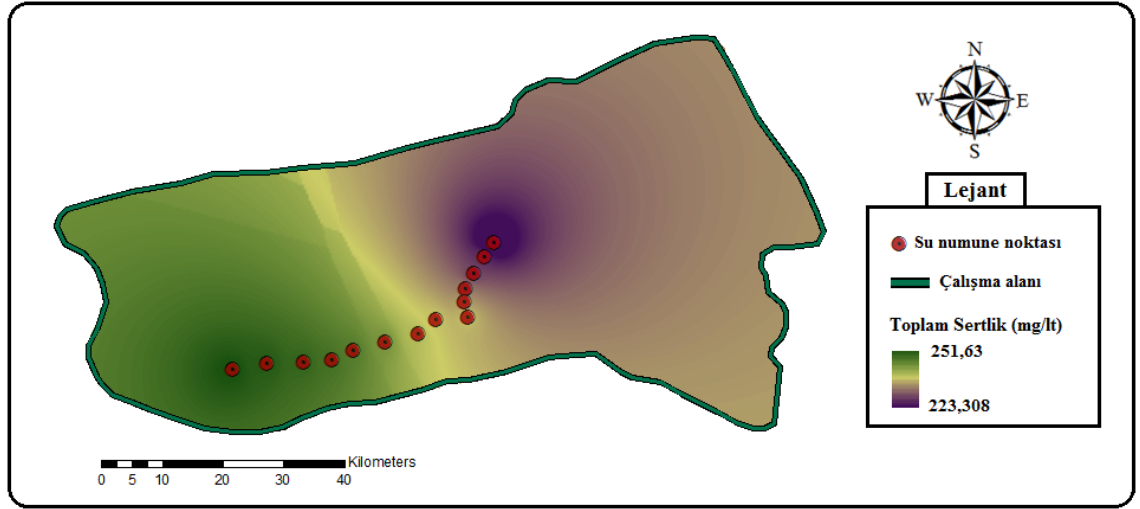 N
W E
S
Lejant
Su numune noktası
Çalışma alanı
Toplam Sertlik (mg/lt)
251,63
223,308
Kilometers
0 5 10 20 30 40